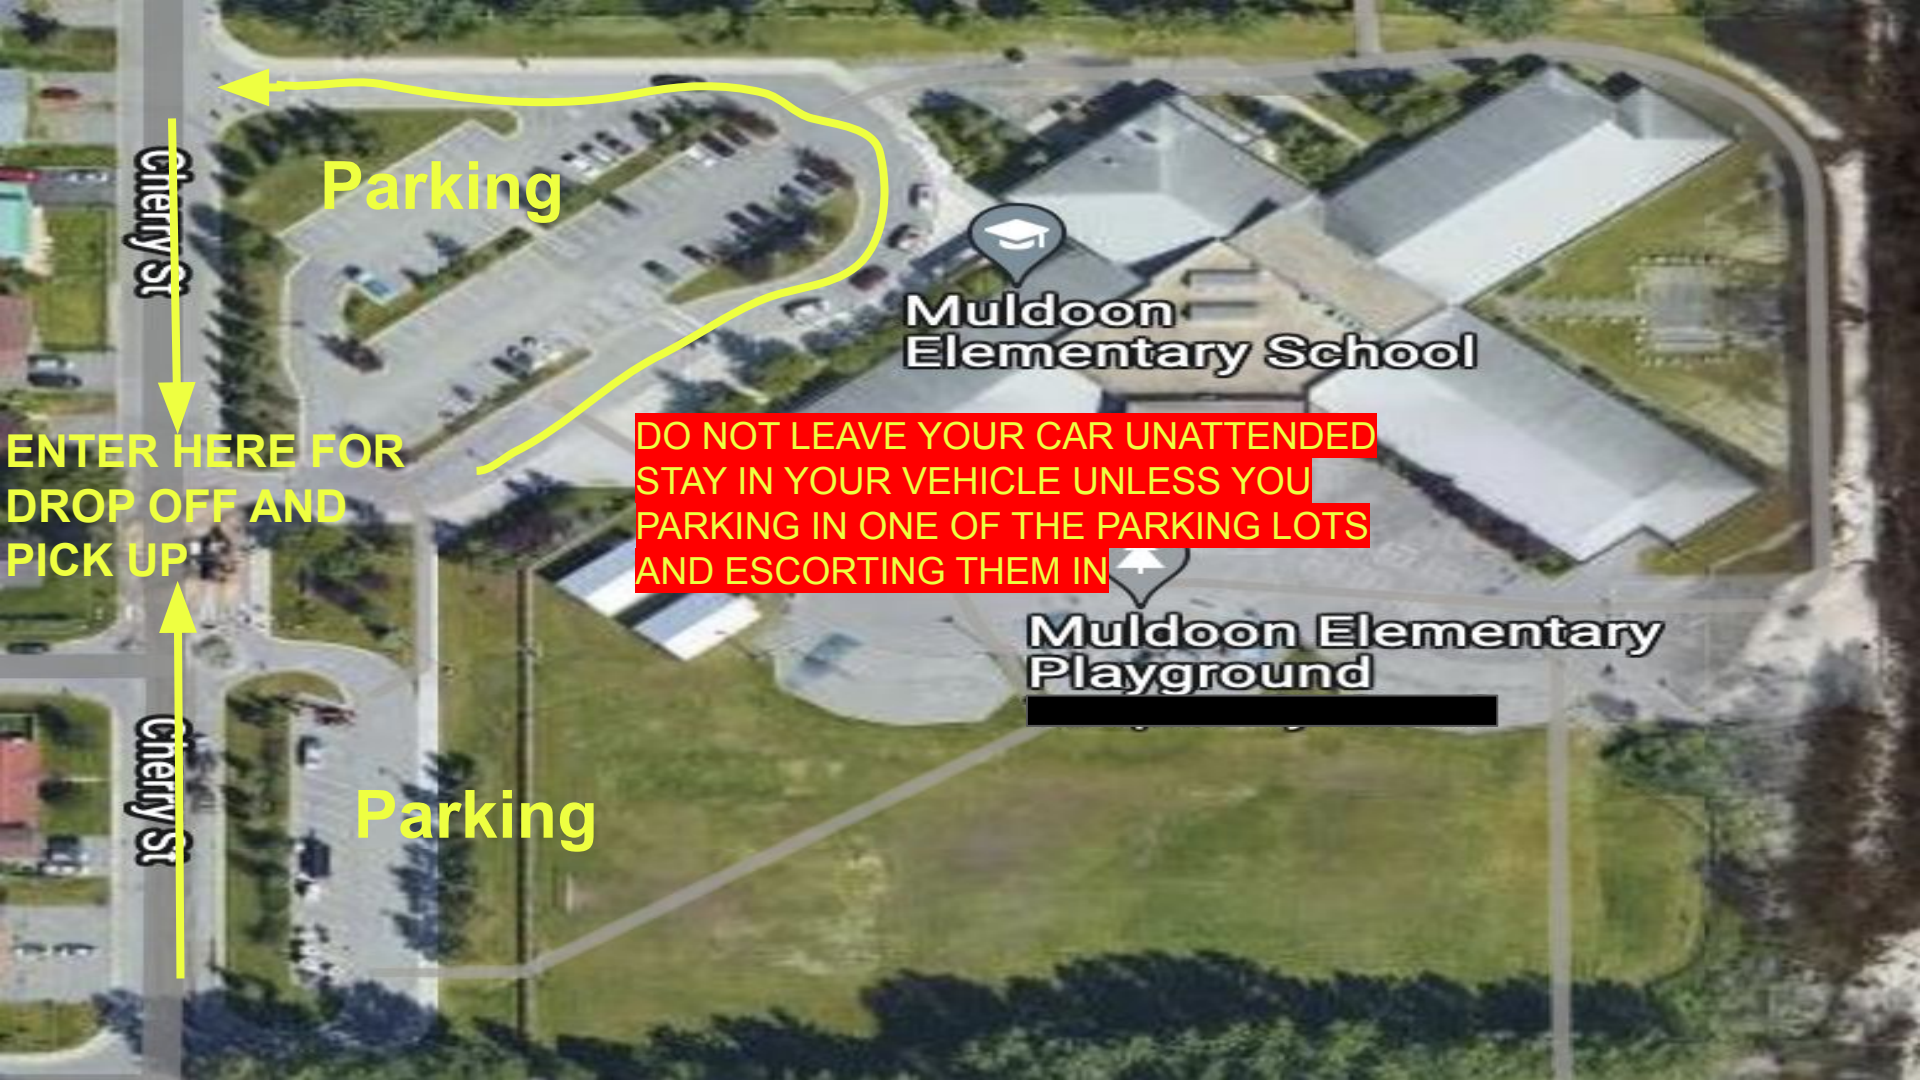 Cherry St
Parking
Muldoon
Elementary School
ENTER HERE FOR
DROP OFF AND
PICK UP
DO NOT LEAVE YOUR CAR UNATTENDED
STAY IN YOUR VEHICLE UNLESS YOU
PARKING IN ONE OF THE PARKING LOTS
AND ESCORTING THEM IN
Muldoon Elementary
Playground
Cherry St
Parking